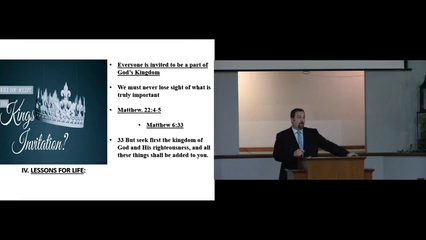 King's
Invitation?
IV. LESSONS FOR LIFE:
• Everyone is invited to be a part of
God's Kingdom
• We must never lose sight of what is
truly important
• Matthew. 22:4-5
• Matthew 6:33
• 33 But seek first the kingdom of
God and His righteousness, and all
these things shall be added to you.